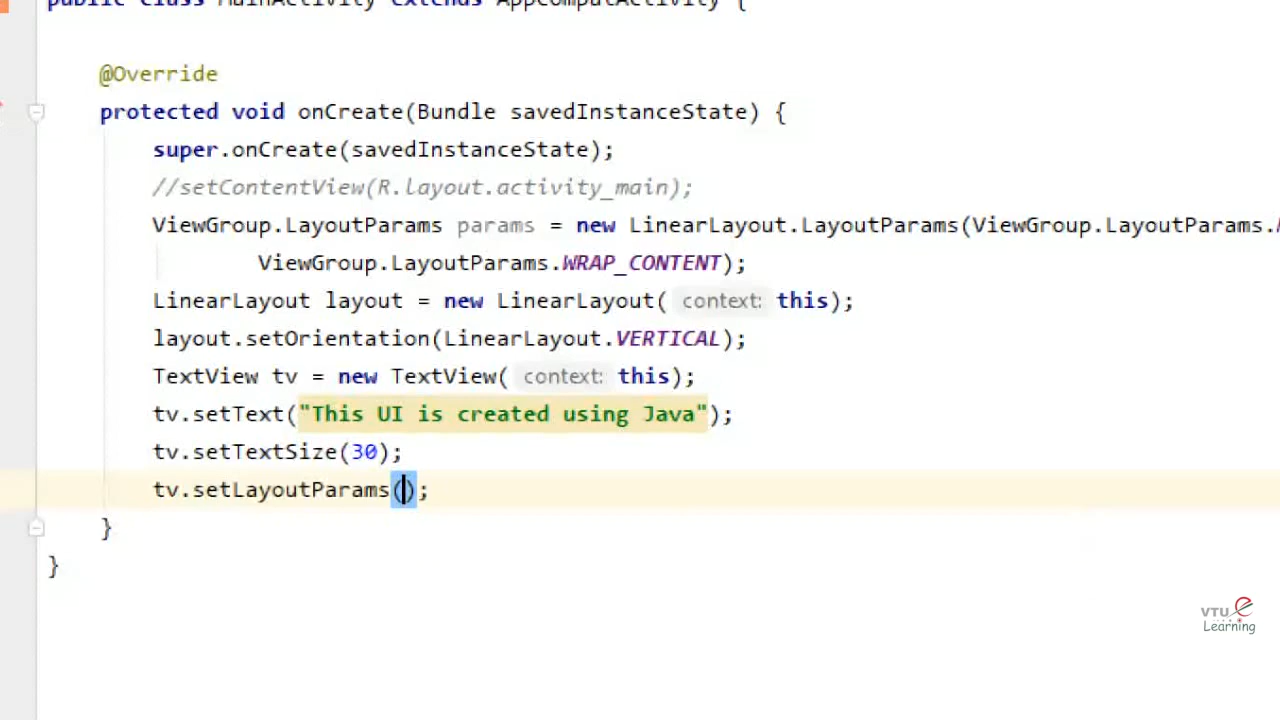 public class MainActivity extends AppCompatActivity {
@Override
protected void onCreate(Bundle savedInstanceState) {
super.onCreate(savedInstanceState);
//setContentView(R.layout.activity_main);
ViewGroup.LayoutParams params = new LinearLayout.LayoutParams(ViewGroup.LayoutParams.
ViewGroup.LayoutParams.WRAP_CONTENT);
LinearLayout layout = new LinearLayout( context: this);
layout.setOrientation(LinearLayout.VERTICAL);
TextView tv = new TextView( context: this);
tv.setText("This UI is created using Java");
tv.setTextSize(30);
tv.setLayoutParams();
}
}
VTU e
Learning